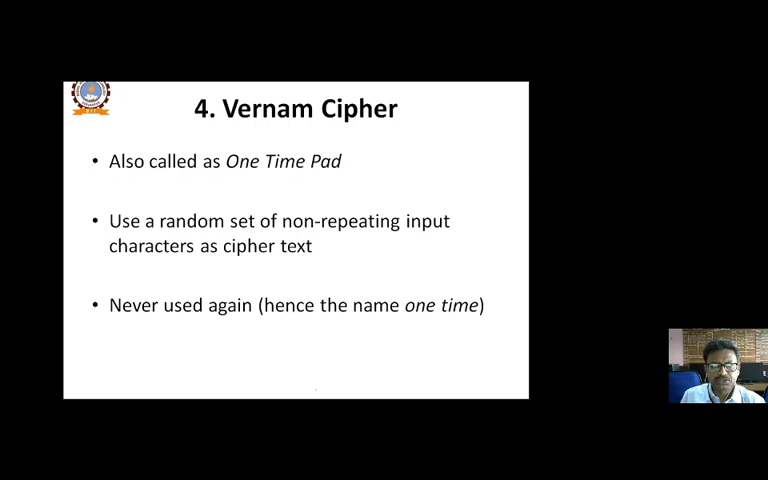 4. Vernam Cipher
• Also called as One Time Pad
• Use a random set of non-repeating input
characters as cipher text
• Never used again (hence the name one time)